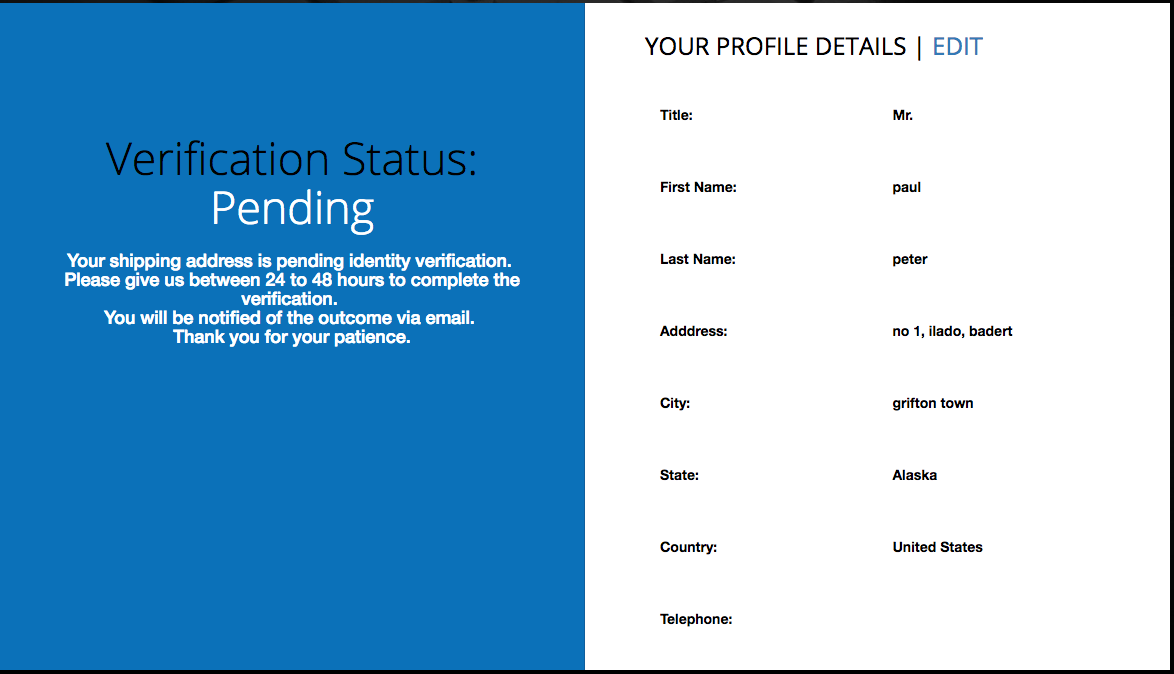 Verification Status:
Pending
Your shipping address is pending identity verification.
Please give us between 24 to 48 hours to complete the
verification.
You will be notified of the outcome via email.
Thank you for your patience.
YOUR PROFILE DETAILS | EDIT
Title: Mr.
First Name: paul
Last Name: peter
Adddress: no 1, ilado, badert
City: grifton town
State: Alaska
Country: United States
Telephone: